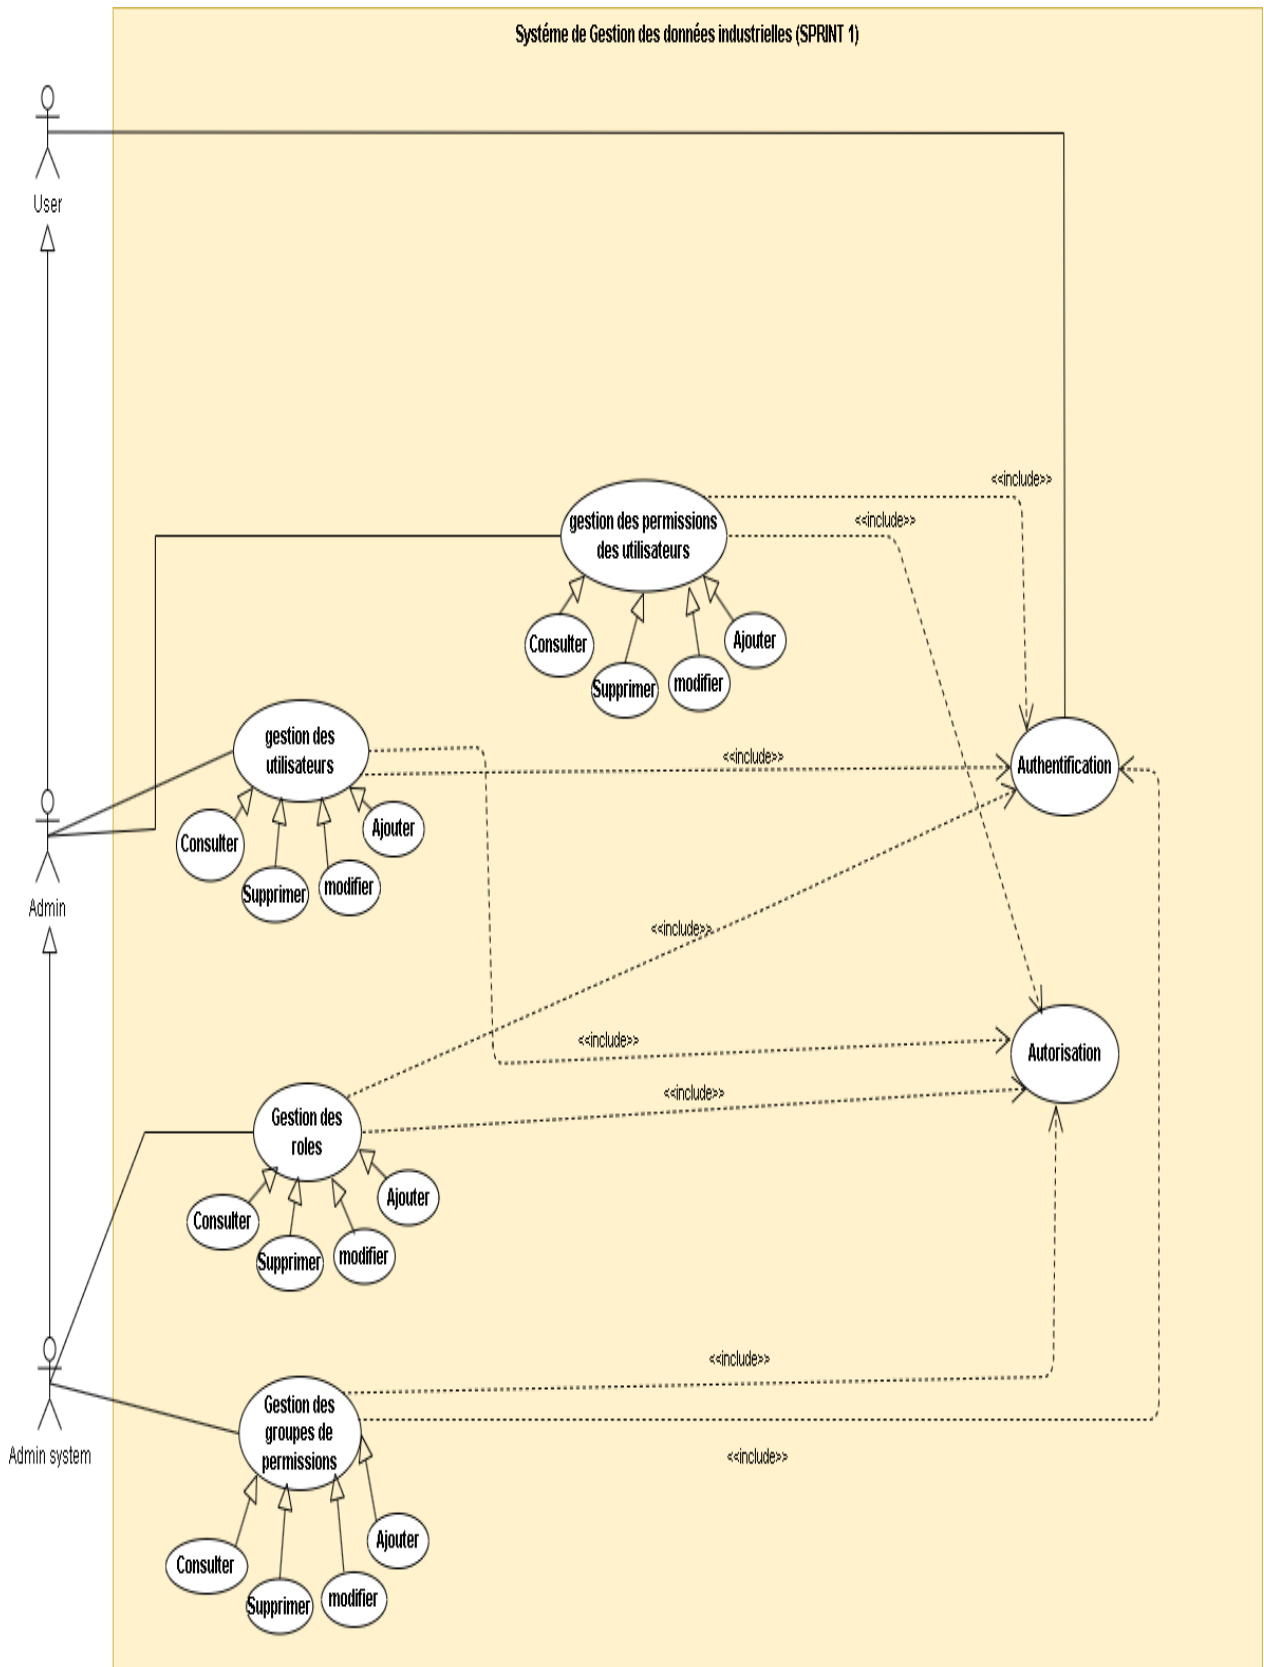 Systéme de Gestion des données industrielles (SPRINT 1)
User
<<include>>
<<include>>
gestion des permissions
des utilisateurs
Consulter
Supprimer
modifier
Ajouter
gestion des
utilisateurs
<<include>>
Authentification
Consulter
Supprimer
modifier
Ajouter
Admin
<<include>>
<<include>>
Autorisation
<<include>>
Gestion des
roles
Consulter
Supprimer
modifier
Ajouter
<<include>>
Gestion des
groupes de
permissions
Admin system
<<include>>
Consulter
Supprimer
modifier
Ajouter